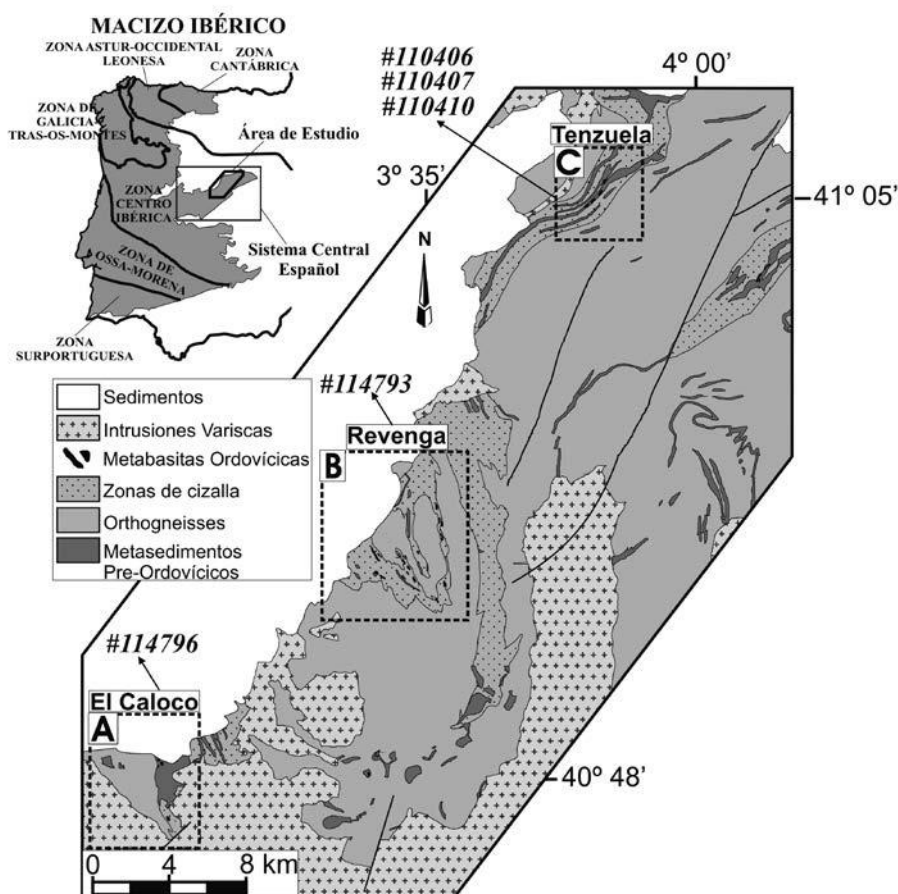 MACIZO IBÉRICO
ZONA ASTUR-OCCIDENTAL
LEONESA
ZONA
CANTÁBRICA
ZONA DE
GALICIA
TRAS-OS-MONTES
Área de Estudio
ZONA
CENTRO
IBÉRICA
Sistema Central
Español
ZONA DE
OSSA-MORENA
ZONA
SURPORTUGUESA
#110406
#110407
#110410
4º 00’
Tenzuela
C
3º 35’
41º 05’
N
Sedimentos
Intrusiones Variscas
Metabasitas Ordovícicas
Zonas de cizalla
Orthogneisses
Metasedimentos
Pre-Ordovícicos
#114793
Revenga
B
#114796
El Caloco
A
40º 48’
0 4 8 km